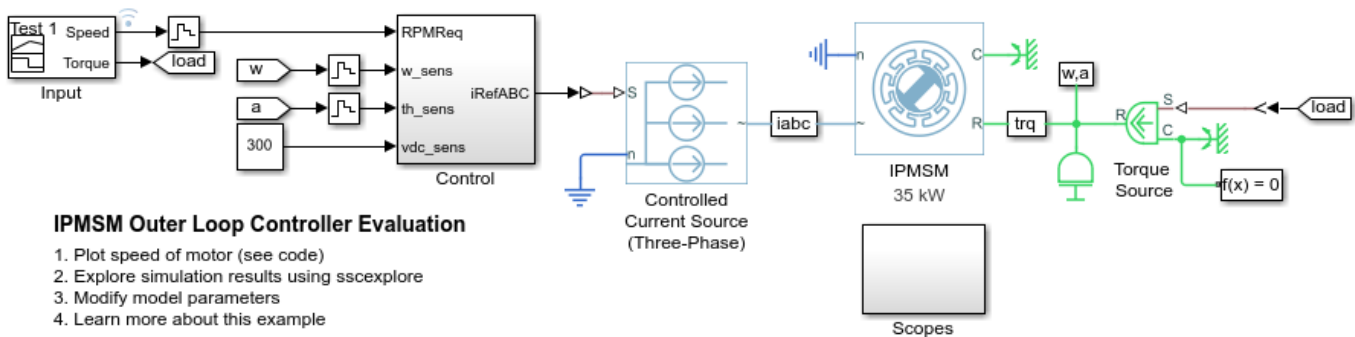 Test 1
Speed
Torque
Input
load
w
a
300
RPMReq
w_sens
th_sens
vdc_sens
iRefABC
Control
S
n
~
Controlled
Current Source
(Three-Phase)
iabc
n
~
C
R
IPMSM
35 kW
trq
w,a
R
S
C
Torque
Source
load
f(x) = 0
Scopes
IPMSM Outer Loop Controller Evaluation
1. Plot speed of motor (see code)
2. Explore simulation results using sscexplore
3. Modify model parameters
4. Learn more about this example